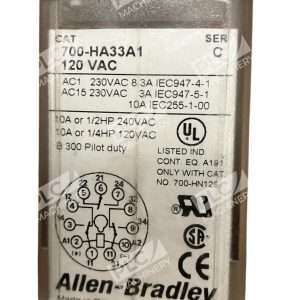 CAT SER
700-HA33A1 C
120 VAC
AC1 230VAC 8.3A IEC947-4-1
AC15 230VAC 3A IEC947-5-1
10A IEC255-1-00
10A or 1/2HP 240VAC
10A or 1/4HP 120VAC
B 300 Pilot duty
UL
LISTED IND
CONT. EQ. A191
ONLY WITH CAT
NO. 700-HN126
SA
Allen-Bradley